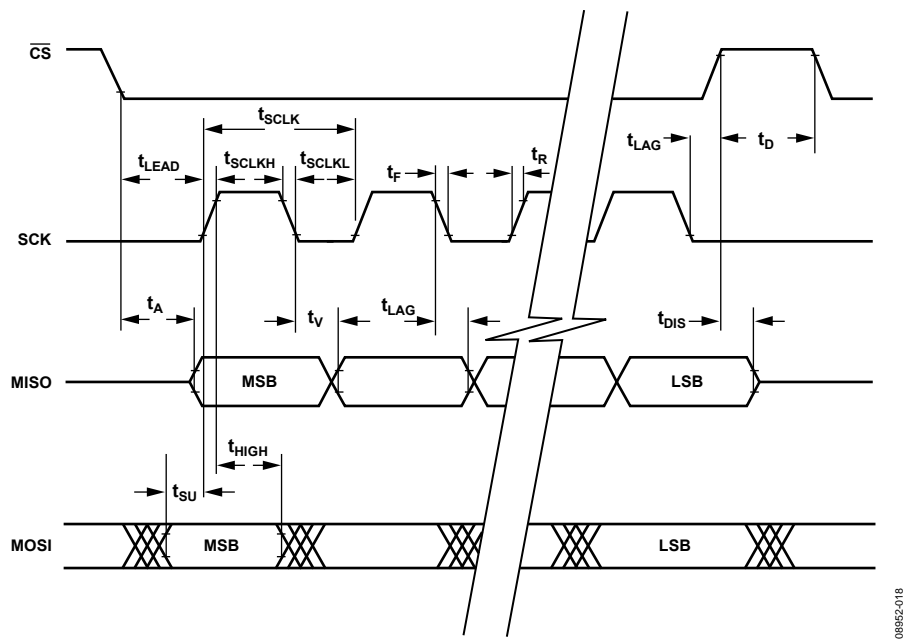 CS
tSCLK
tLEAD
tSCLKH
tSCLKL
tF
tR
tLAG
tD
SCK
tA
tV
tLAG
tDIS
MISO
MSB
LSB
tHIGH
tSU
MOSI
MSB
LSB
08952-018